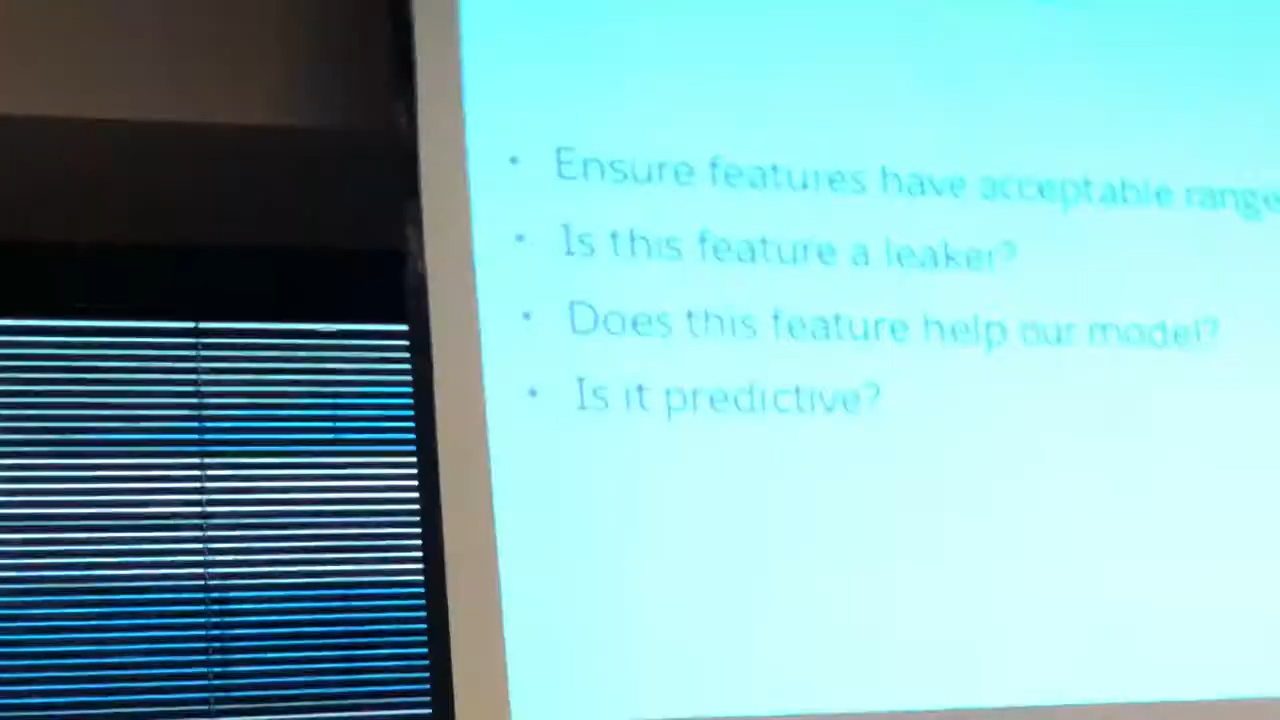 • Ensure features have acceptable range
• Is this feature a leaker?
• Does this feature help our model?
• Is it predictive?